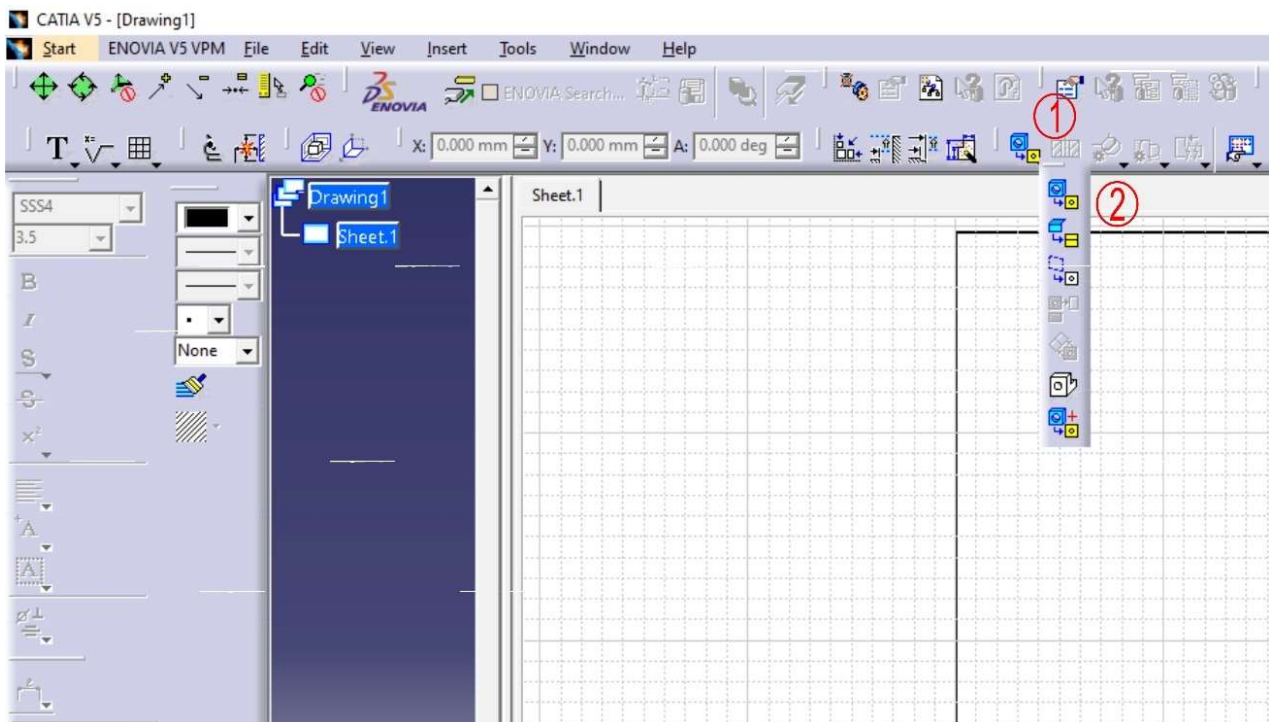 CATIA V5 - [Drawing1]
Start ENOVIA V5 VPM File Edit View Insert Tools Window Help
ENOVIA ENOVIA Search...
①
T X: 0.000 mm Y: 0.000 mm A: 0.000 deg
SSS4
3.5
Drawing1
Sheet.1
Sheet.1
②
B
I
S
S
x²
None
A
A